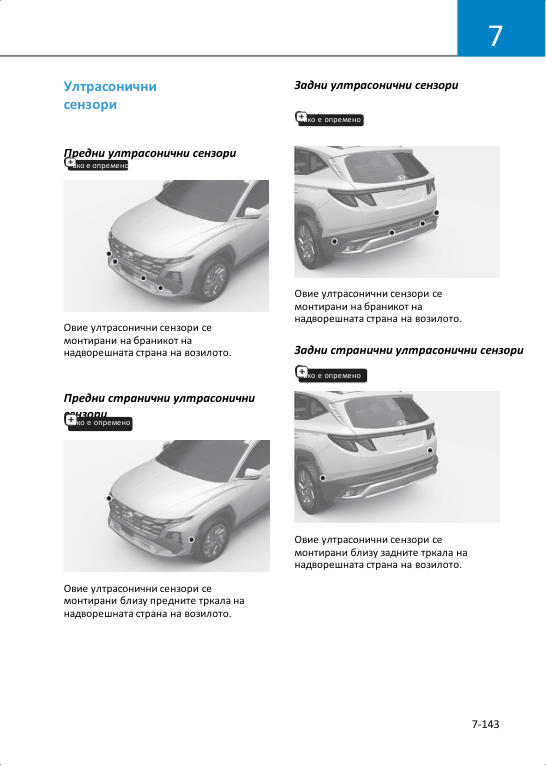 7
Ултрасонични
сензори
Предни ултрасонични сензори
ако е опремено
Овие ултрасонични сензори се
монтирани на браникот на
надворешната страна на возилото.
Предни странични ултрасонични
сензори
ако е опремено
Овие ултрасонични сензори се
монтирани близу предните тркала на
надворешната страна на возилото.
Задни ултрасонични сензори
ако е опремено
Овие ултрасонични сензори се
монтирани на браникот на
надворешната страна на возилото.
Задни странични ултрасонични сензори
ако е опремено
Овие ултрасонични сензори се
монтирани близу задните тркала на
надворешната страна на возилото.
7-143